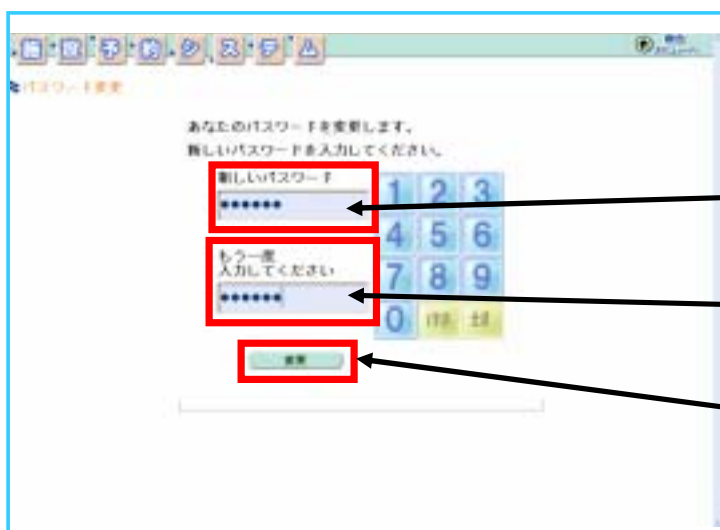 施設予約システム
パスワード変更
あなたのパスワードを変更します。
新しいパスワードを入力してください。
新しいパスワード
●●●●●●
もう一度
入力してください
●●●●●●
1 2 3
4 5 6
7 8 9
0
変更